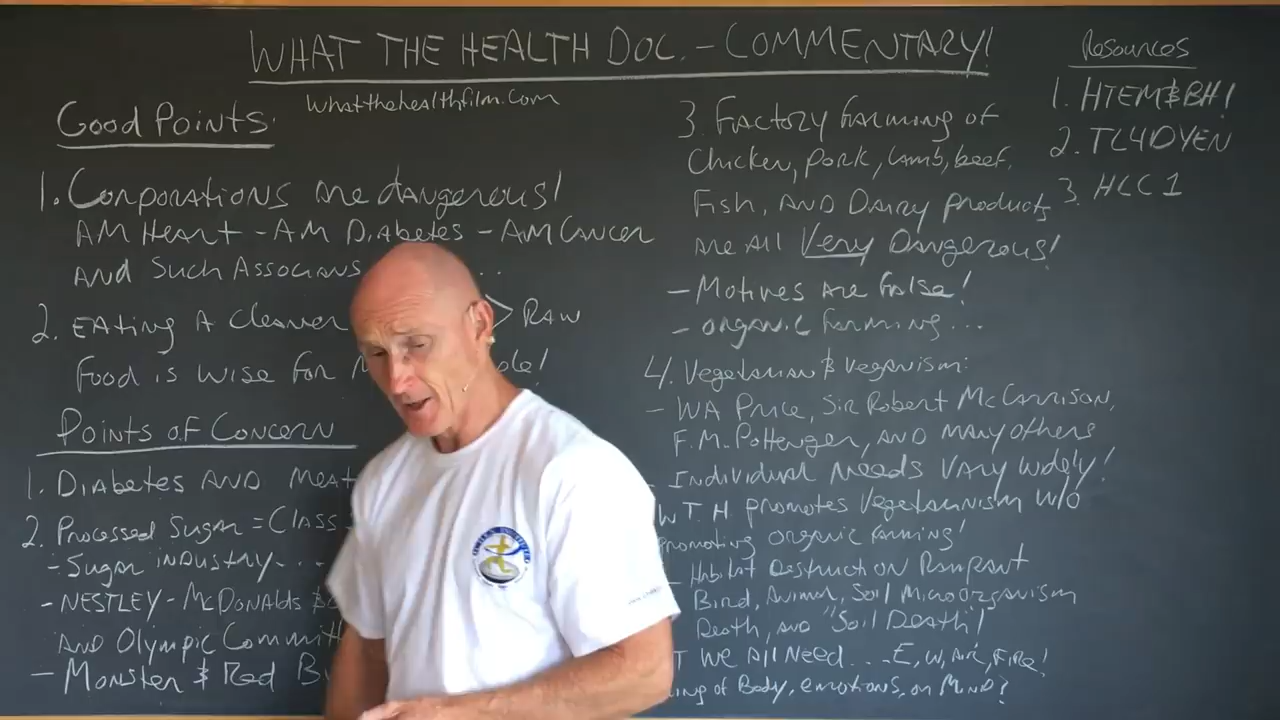 WHAT THE HEALTH DOC. - COMMENTARY!
whatthehealthfilm.com
Good Points:
1. Corporations are dangerous!
AM Heart - AM Diabetes - AM Cancer
AND Such Associans ...
2. EAting A cleaner > RAW
Food is wise for
Points of Concern
1. Diabetes AND meat
2. Processed Sugar = Class
- Sugar industry...
- NESTLEY - McDonalds
AND Olympic Committ
- Monster & Red Bu
3. Factory farming of
Chicken, pork, lamb, beef,
Fish, AND Dairy products
are All Very Dangerous!
- Motives are false!
- organic farming...
4. Vegetarian & Veganism:
- WA Price, Sir Robert McCarrison,
F.M. Pottenger, AND many others
- Individual Needs Vary Widely!
W.T.H. promotes Vegetarianism w/o
promoting organic farming!
- Habitat Destruction Rampant
Bird, Animal, Soil Microorganism
Death, and "Soil Death"!
We All Need .... E, W, Air, Fire!
of Body, emotions, or Mind?
Resources
1. HTEM&BH!
2. TL4DYEN
3. HLC 1